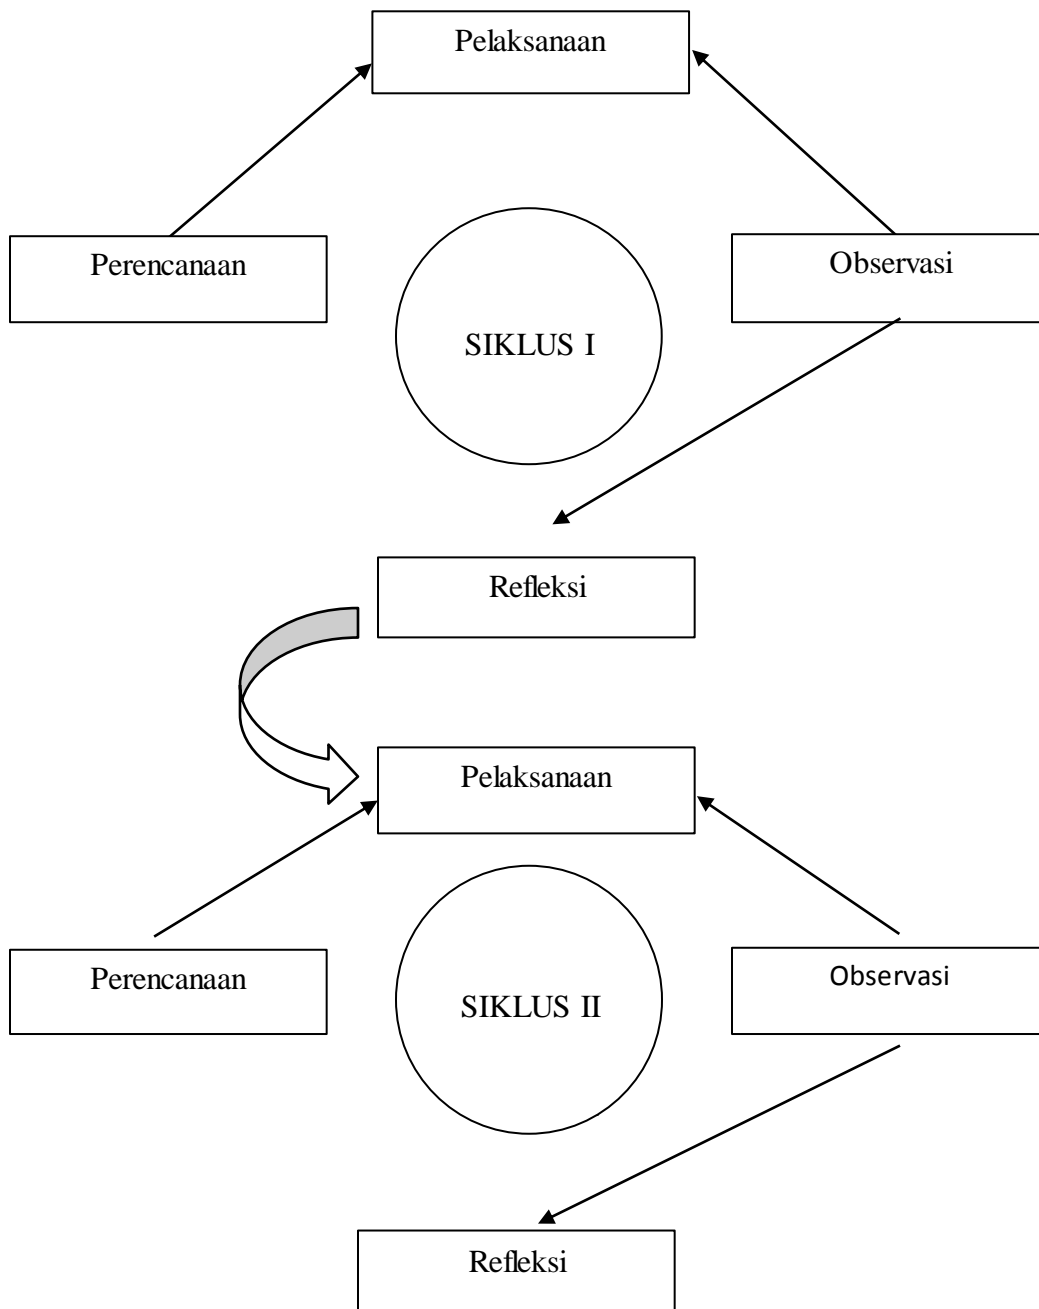 Pelaksanaan
Perencanaan
Observasi
SIKLUS I
Refleksi
Pelaksanaan
Perencanaan
Observasi
SIKLUS II
Refleksi